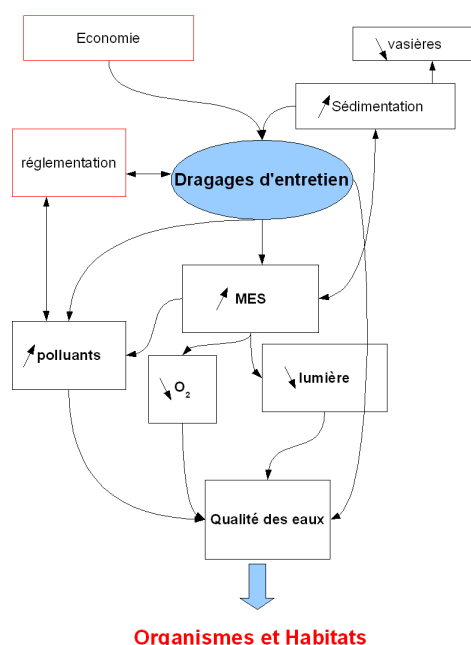 Economie
vasières
Sédimentation
réglementation
Dragages d'entretien
MES
polluants
O2
lumière
Qualité des eaux
Organismes et Habitats